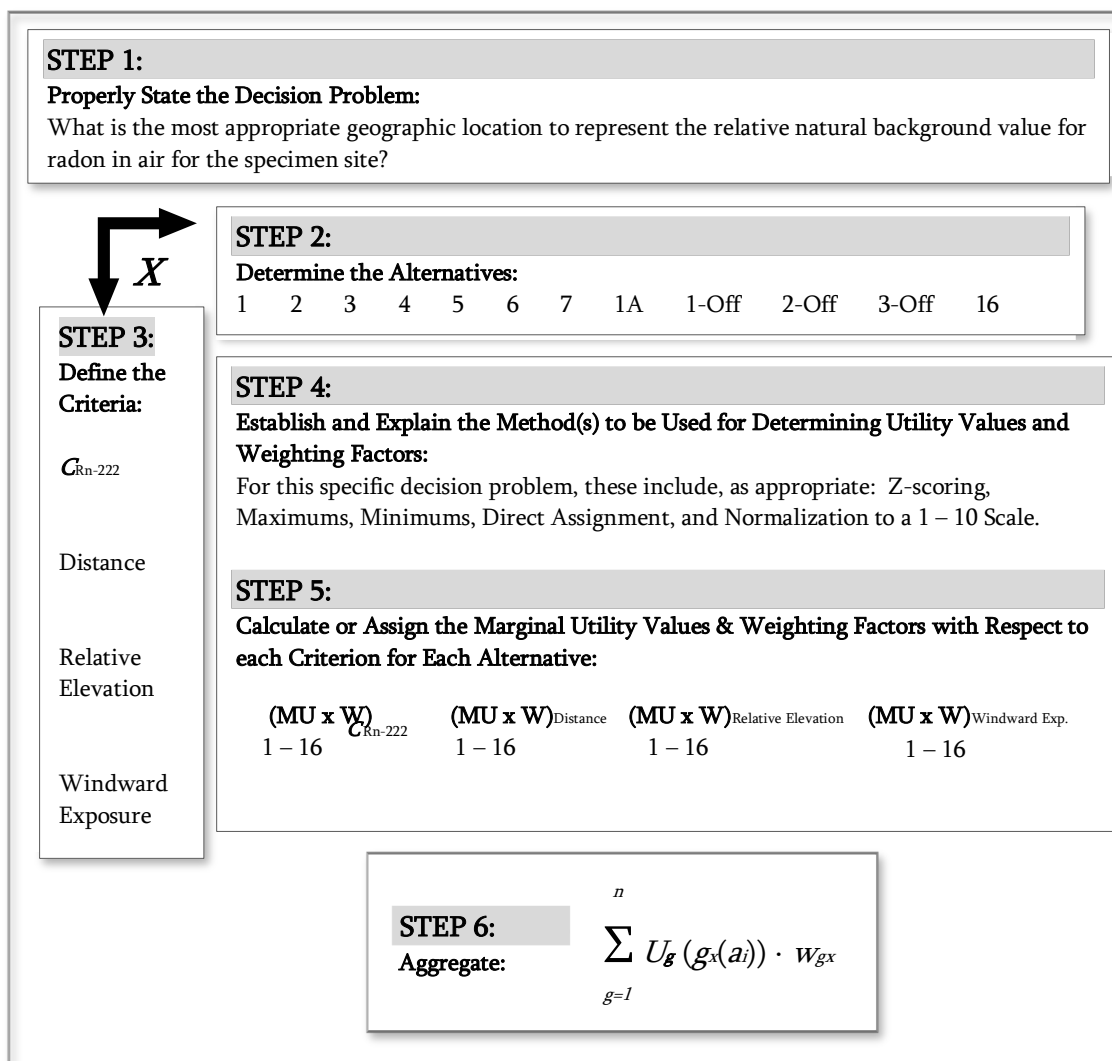 STEP 1:
Properly State the Decision Problem:
What is the most appropriate geographic location to represent the relative natural background value for
radon in air for the specimen site?
X
STEP 2:
Determine the Alternatives:
1 2 3 4 5 6 7 1A 1-Off 2-Off 3-Off 16
STEP 3:
Define the
Criteria:
CRn-222
Distance
Relative
Elevation
Windward
Exposure
STEP 4:
Establish and Explain the Method(s) to be Used for Determining Utility Values and
Weighting Factors:
For this specific decision problem, these include, as appropriate: Z-scoring,
Maximums, Minimums, Direct Assignment, and Normalization to a 1 – 10 Scale.
STEP 5:
Calculate or Assign the Marginal Utility Values & Weighting Factors with Respect to
each Criterion for Each Alternative:
(MU x W)CRn-222 (MU x W)Distance (MU x W)Relative Elevation (MU x W)Windward Exp.
1 – 16 1 – 16 1 – 16 1 – 16
STEP 6:
Aggregate:
n
∑ Ug (gx(ai)) · wgx
g=1